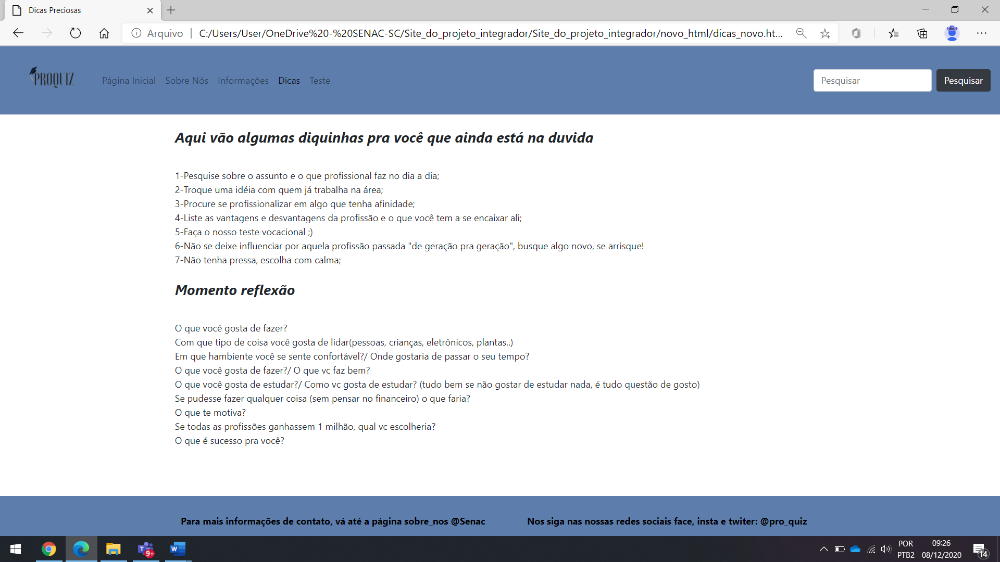 Dicas Preciosas
Arquivo | C:/Users/User/OneDrive%20-%20SENAC-SC/Site_do_projeto_integrador/Site_do_projeto_integrador/novo_html/dicas_novo.ht...
PROQUIZ
Página Inicial Sobre Nós Informações Dicas Teste
Pesquisar Pesquisar
Aqui vão algumas diquinhas pra você que ainda está na duvida
1-Pesquise sobre o assunto e o que profissional faz no dia a dia;
2-Troque uma idéia com quem já trabalha na área;
3-Procure se profissionalizar em algo que tenha afinidade;
4-Liste as vantagens e desvantagens da profissão e o que você tem a se encaixar ali;
5-Faça o nosso teste vocacional ;)
6-Não se deixe influenciar por aquela profissão passada "de geração pra geração", busque algo novo, se arrisque!
7-Não tenha pressa, escolha com calma;
Momento reflexão
O que você gosta de fazer?
Com que tipo de coisa você gosta de lidar(pessoas, crianças, eletrônicos, plantas..)
Em que hambiente você se sente confortável?/ Onde gostaria de passar o seu tempo?
O que você gosta de fazer?/ O que vc faz bem?
O que você gosta de estudar?/ Como vc gosta de estudar? (tudo bem se não gostar de estudar nada, é tudo questão de gosto)
Se pudesse fazer qualquer coisa (sem pensar no financeiro) o que faria?
O que te motiva?
Se todas as profissões ganhassem 1 milhão, qual vc escolheria?
O que é sucesso pra você?
Para mais informações de contato, vá até a página sobre_nos @Senac
Nos siga nas nossas redes sociais face, insta e twiter: @pro_quiz
T 9+
W
POR
PTB2
09:26
08/12/2020
14